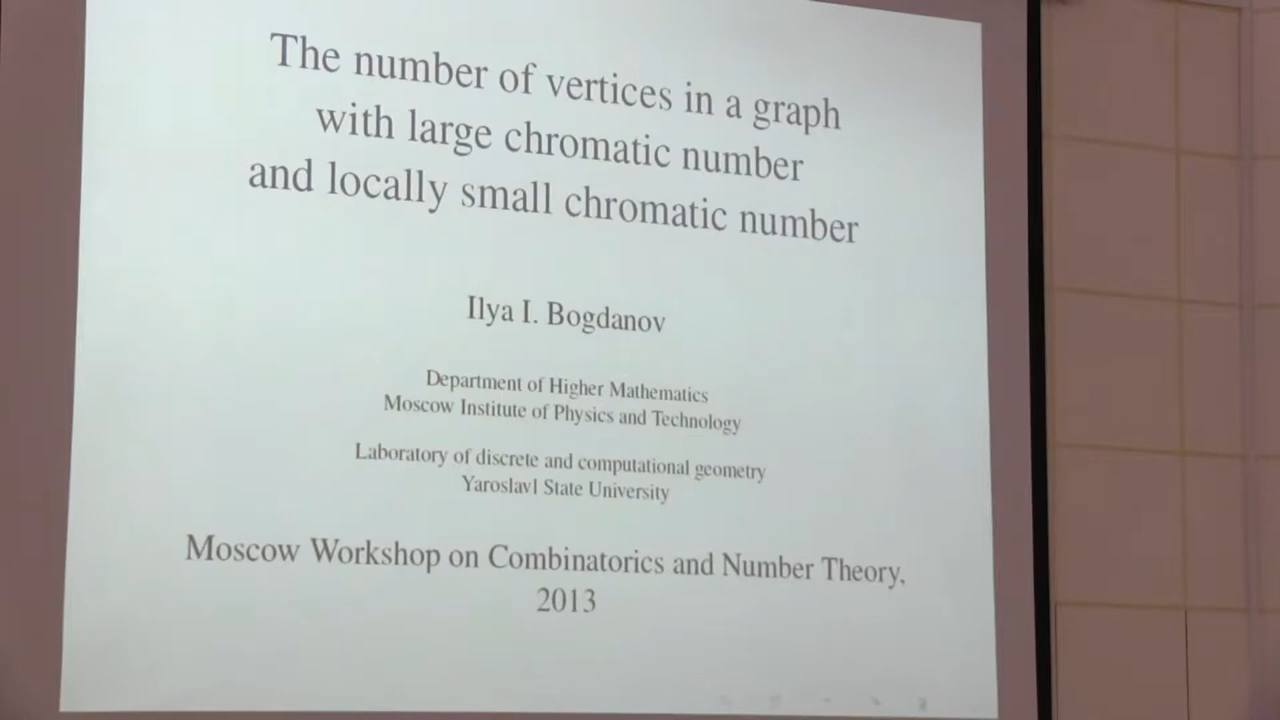 The number of vertices in a graph
with large chromatic number
and locally small chromatic number
Ilya I. Bogdanov
Department of Higher Mathematics
Moscow Institute of Physics and Technology
Laboratory of discrete and computational geometry
Yaroslavl State University
Moscow Workshop on Combinatorics and Number Theory,
2013